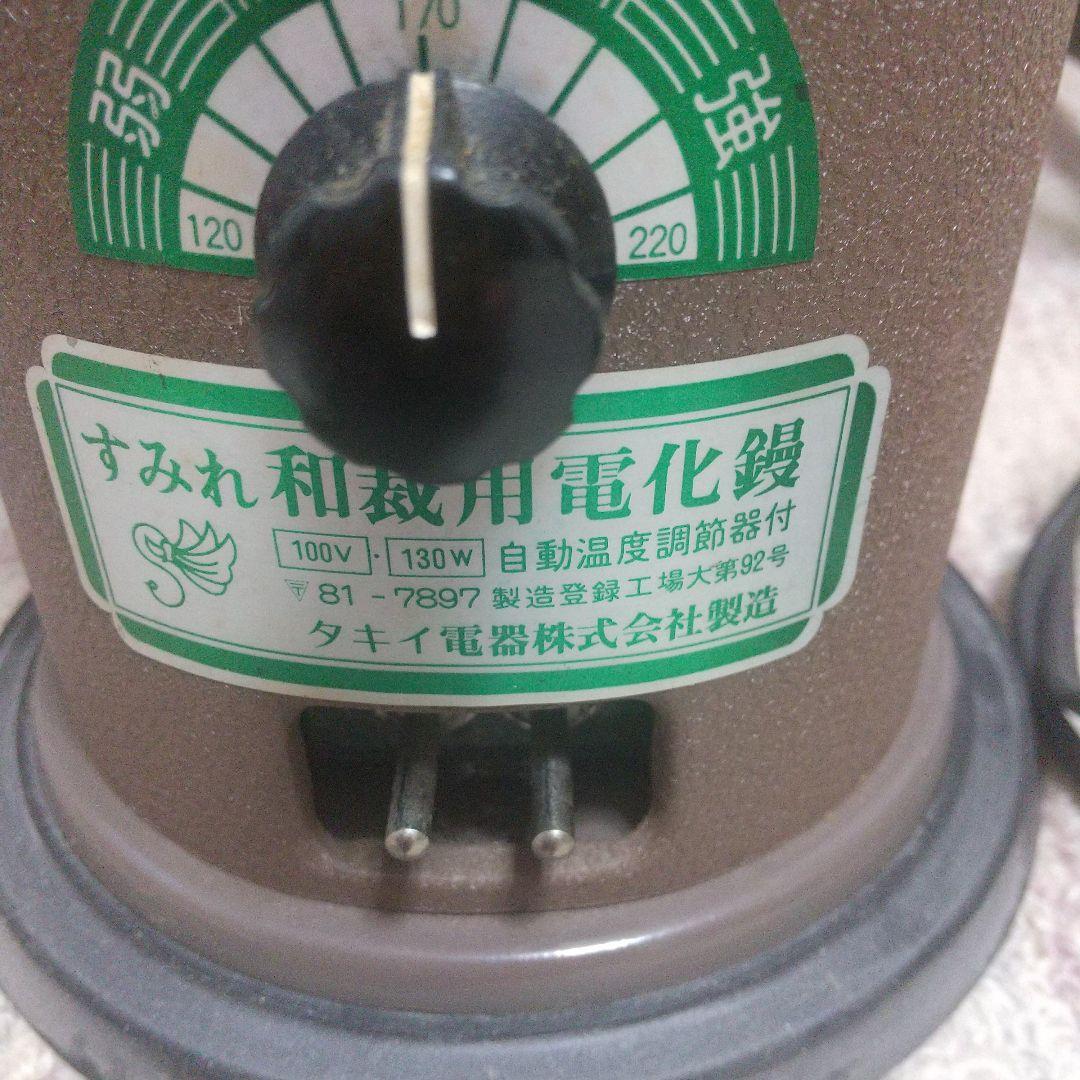 170
弱 強
120 220
すみれ 和裁用電化鏝
100V・130W 自動温度調節器付
〒 81-7897 製造登録工場大第92号
タキイ電器株式会社製造